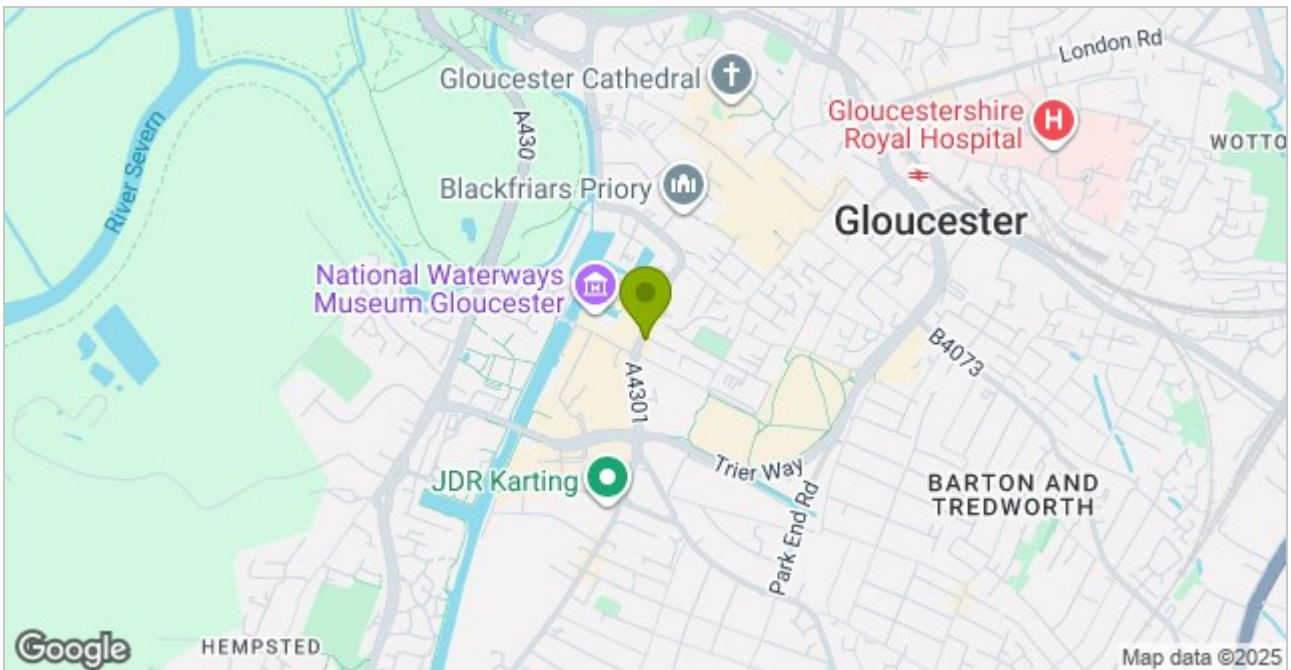 London Rd
Gloucester Cathedral
Gloucestershire
Royal Hospital
H
WOTTO
A430
River Severn
Blackfriars Priory
Gloucester
National Waterways
Museum Gloucester
B4073
A4301
Trier Way
JDR Karting
BARTON AND
TREDWORTH
Park End Rd
HEMPSTED
Google
Map data ©2025